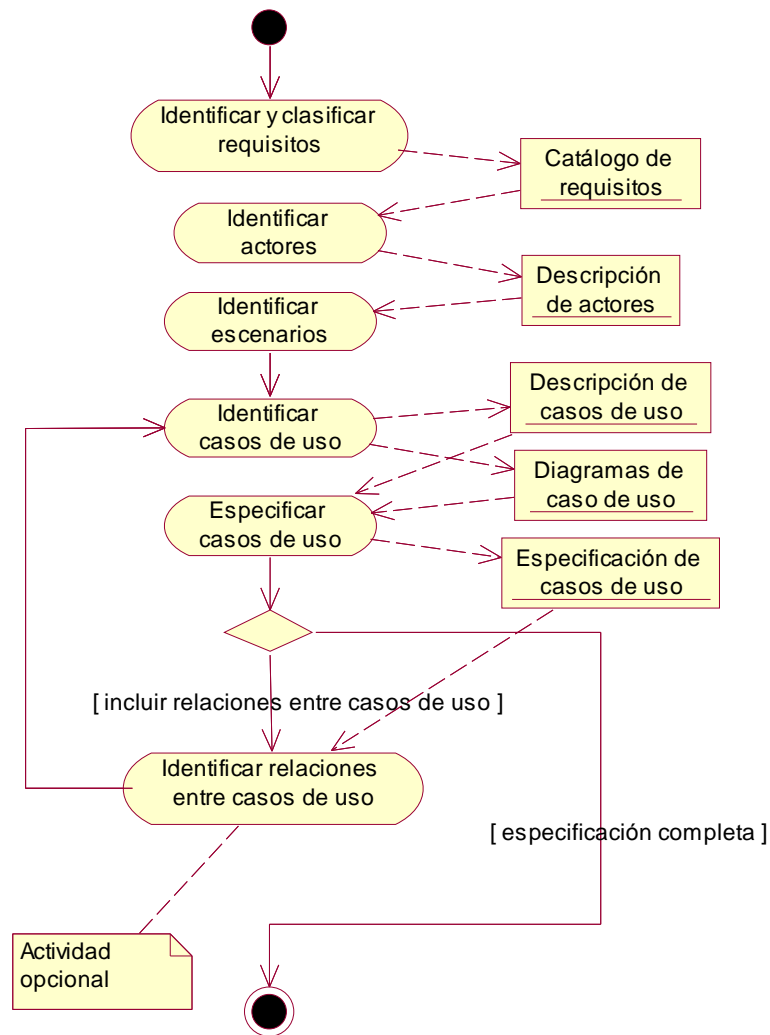 Identificar y clasificar
requisitos
Catálogo de
requisitos
Identificar
actores
Descripción
de actores
Identificar
escenarios
Descripción de
casos de uso
Identificar
casos de uso
Diagramas de
caso de uso
Especificar
casos de uso
Especificación de
casos de uso
[ incluir relaciones entre casos de uso ]
Identificar relaciones
entre casos de uso
[ especificación completa ]
Actividad
opcional